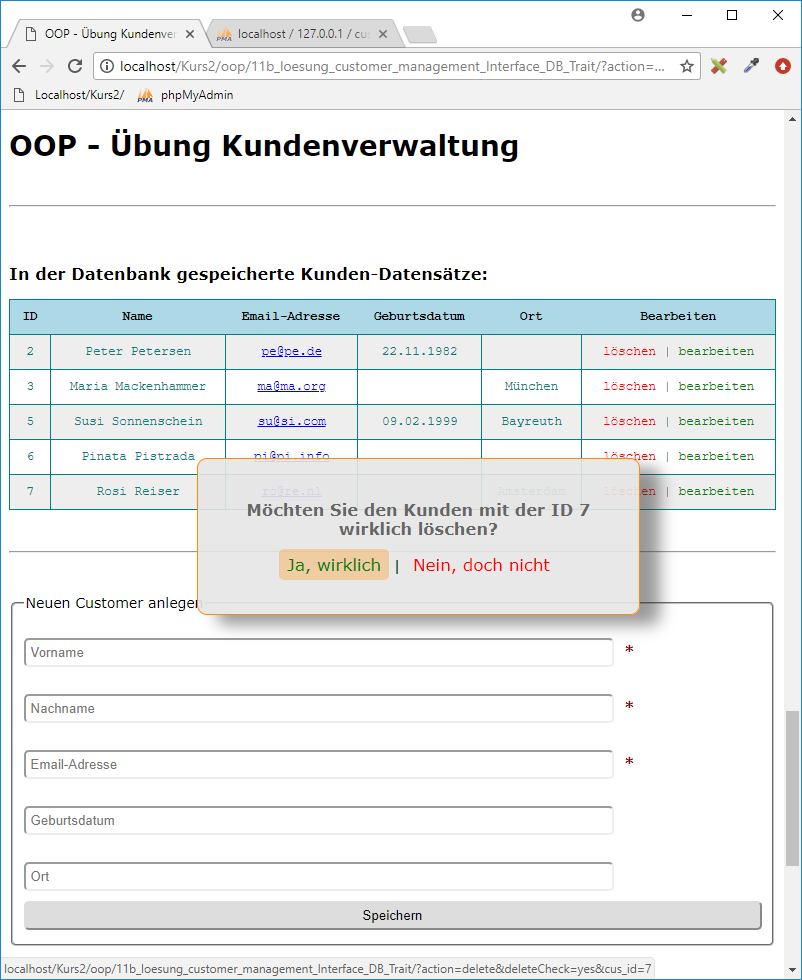 OOP - Übung Kundenver
localhost / 127.0.0.1 / cu
localhost/Kurs2/oop/11b_loesung_customer_management_Interface_DB_Trait/?action=...
Localhost/Kurs2/ phpMyAdmin
OOP - Übung Kundenverwaltung
In der Datenbank gespeicherte Kunden-Datensätze:
ID Name Email-Adresse Geburtsdatum Ort Bearbeiten
2 Peter Petersen pe@pe.de 22.11.1982 löschen | bearbeiten
3 Maria Mackenhammer ma@ma.org München löschen | bearbeiten
5 Susi Sonnenschein su@si.com 09.02.1999 Bayreuth löschen | bearbeiten
6 Pinata Pistrada pi@pi.info löschen | bearbeiten
7 Rosi Reiser ro@re.nl Amsterdam löschen | bearbeiten
Möchten Sie den Kunden mit der ID 7
wirklich löschen?
Ja, wirklich | Nein, doch nicht
Neuen Customer anlegen
Vorname *
Nachname *
Email-Adresse *
Geburtsdatum
Ort
Speichern
localhost/Kurs2/oop/11b_loesung_customer_management_Interface_DB_Trait/?action=delete&deleteCheck=yes&cus_id=7